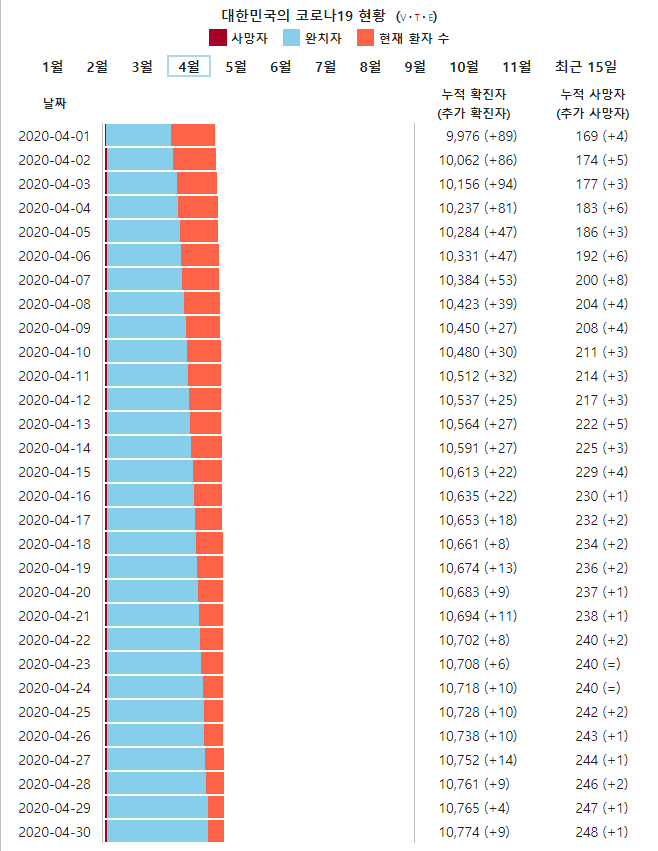 대한민국의 코로나19 현황 (V · T · E)
사망자 완치자 현재 환자 수
1월 2월 3월 4월 5월 6월 7월 8월 9월 10월 11월 최근 15일
날짜 누적 확진자 누적 사망자
(추가 확진자) (추가 사망자)
2020-04-01 9,976 (+89) 169 (+4)
2020-04-02 10,062 (+86) 174 (+5)
2020-04-03 10,156 (+94) 177 (+3)
2020-04-04 10,237 (+81) 183 (+6)
2020-04-05 10,284 (+47) 186 (+3)
2020-04-06 10,331 (+47) 192 (+6)
2020-04-07 10,384 (+53) 200 (+8)
2020-04-08 10,423 (+39) 204 (+4)
2020-04-09 10,450 (+27) 208 (+4)
2020-04-10 10,480 (+30) 211 (+3)
2020-04-11 10,512 (+32) 214 (+3)
2020-04-12 10,537 (+25) 217 (+3)
2020-04-13 10,564 (+27) 222 (+5)
2020-04-14 10,591 (+27) 225 (+3)
2020-04-15 10,613 (+22) 229 (+4)
2020-04-16 10,635 (+22) 230 (+1)
2020-04-17 10,653 (+18) 232 (+2)
2020-04-18 10,661 (+8) 234 (+2)
2020-04-19 10,674 (+13) 236 (+2)
2020-04-20 10,683 (+9) 237 (+1)
2020-04-21 10,694 (+11) 238 (+1)
2020-04-22 10,702 (+8) 240 (+2)
2020-04-23 10,708 (+6) 240 (=)
2020-04-24 10,718 (+10) 240 (=)
2020-04-25 10,728 (+10) 242 (+2)
2020-04-26 10,738 (+10) 243 (+1)
2020-04-27 10,752 (+14) 244 (+1)
2020-04-28 10,761 (+9) 246 (+2)
2020-04-29 10,765 (+4) 247 (+1)
2020-04-30 10,774 (+9) 248 (+1)